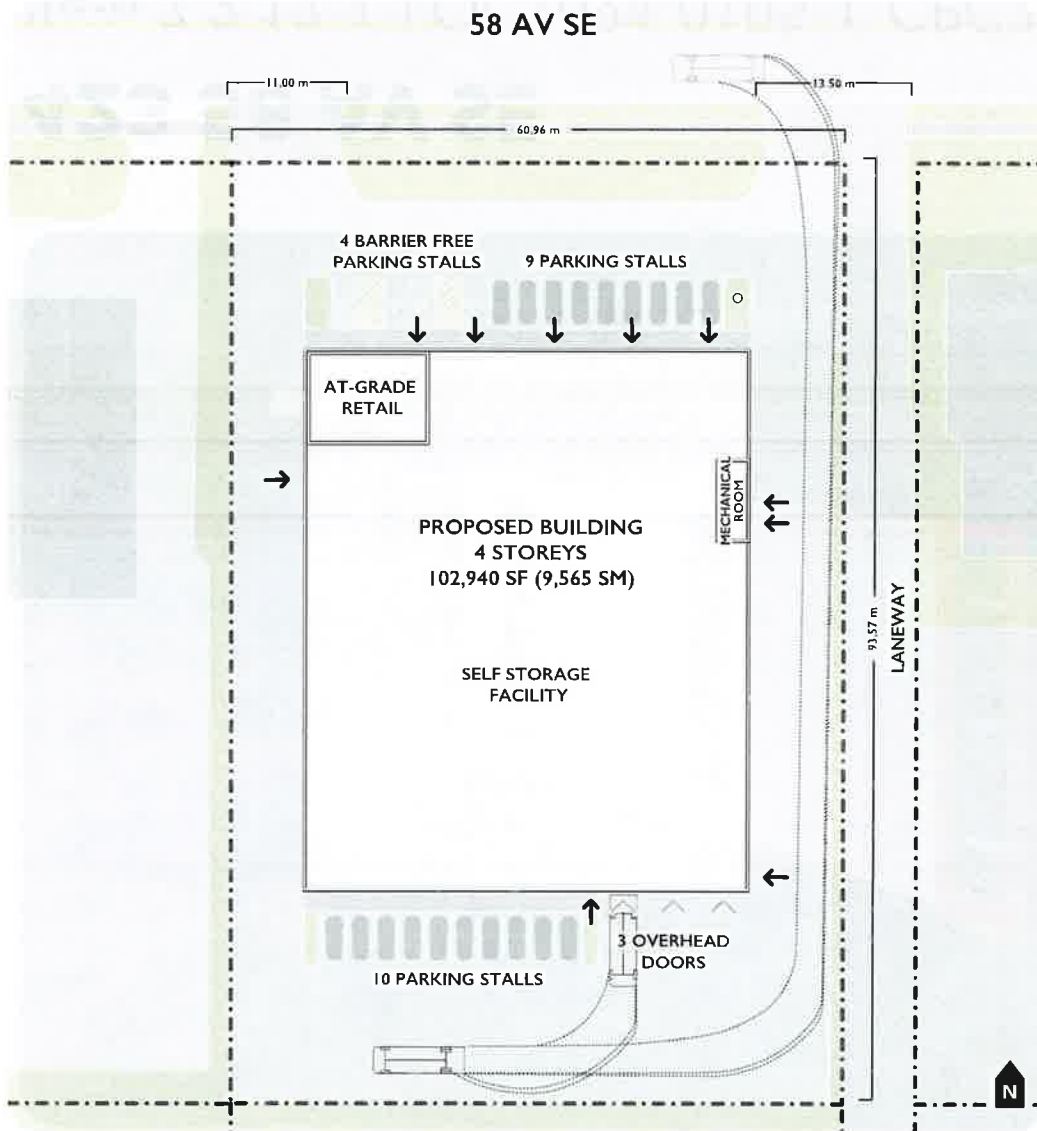 58 AV SE
11,00 m
13.50 m
60,96 m
4 BARRIER FREE
PARKING STALLS
9 PARKING STALLS
AT-GRADE
RETAIL
MECHANICAL
ROOM
PROPOSED BUILDING
4 STOREYS
102,940 SF (9,565 SM)
93,57 m
LANEWAY
SELF STORAGE
FACILITY
3 OVERHEAD
DOORS
10 PARKING STALLS
N